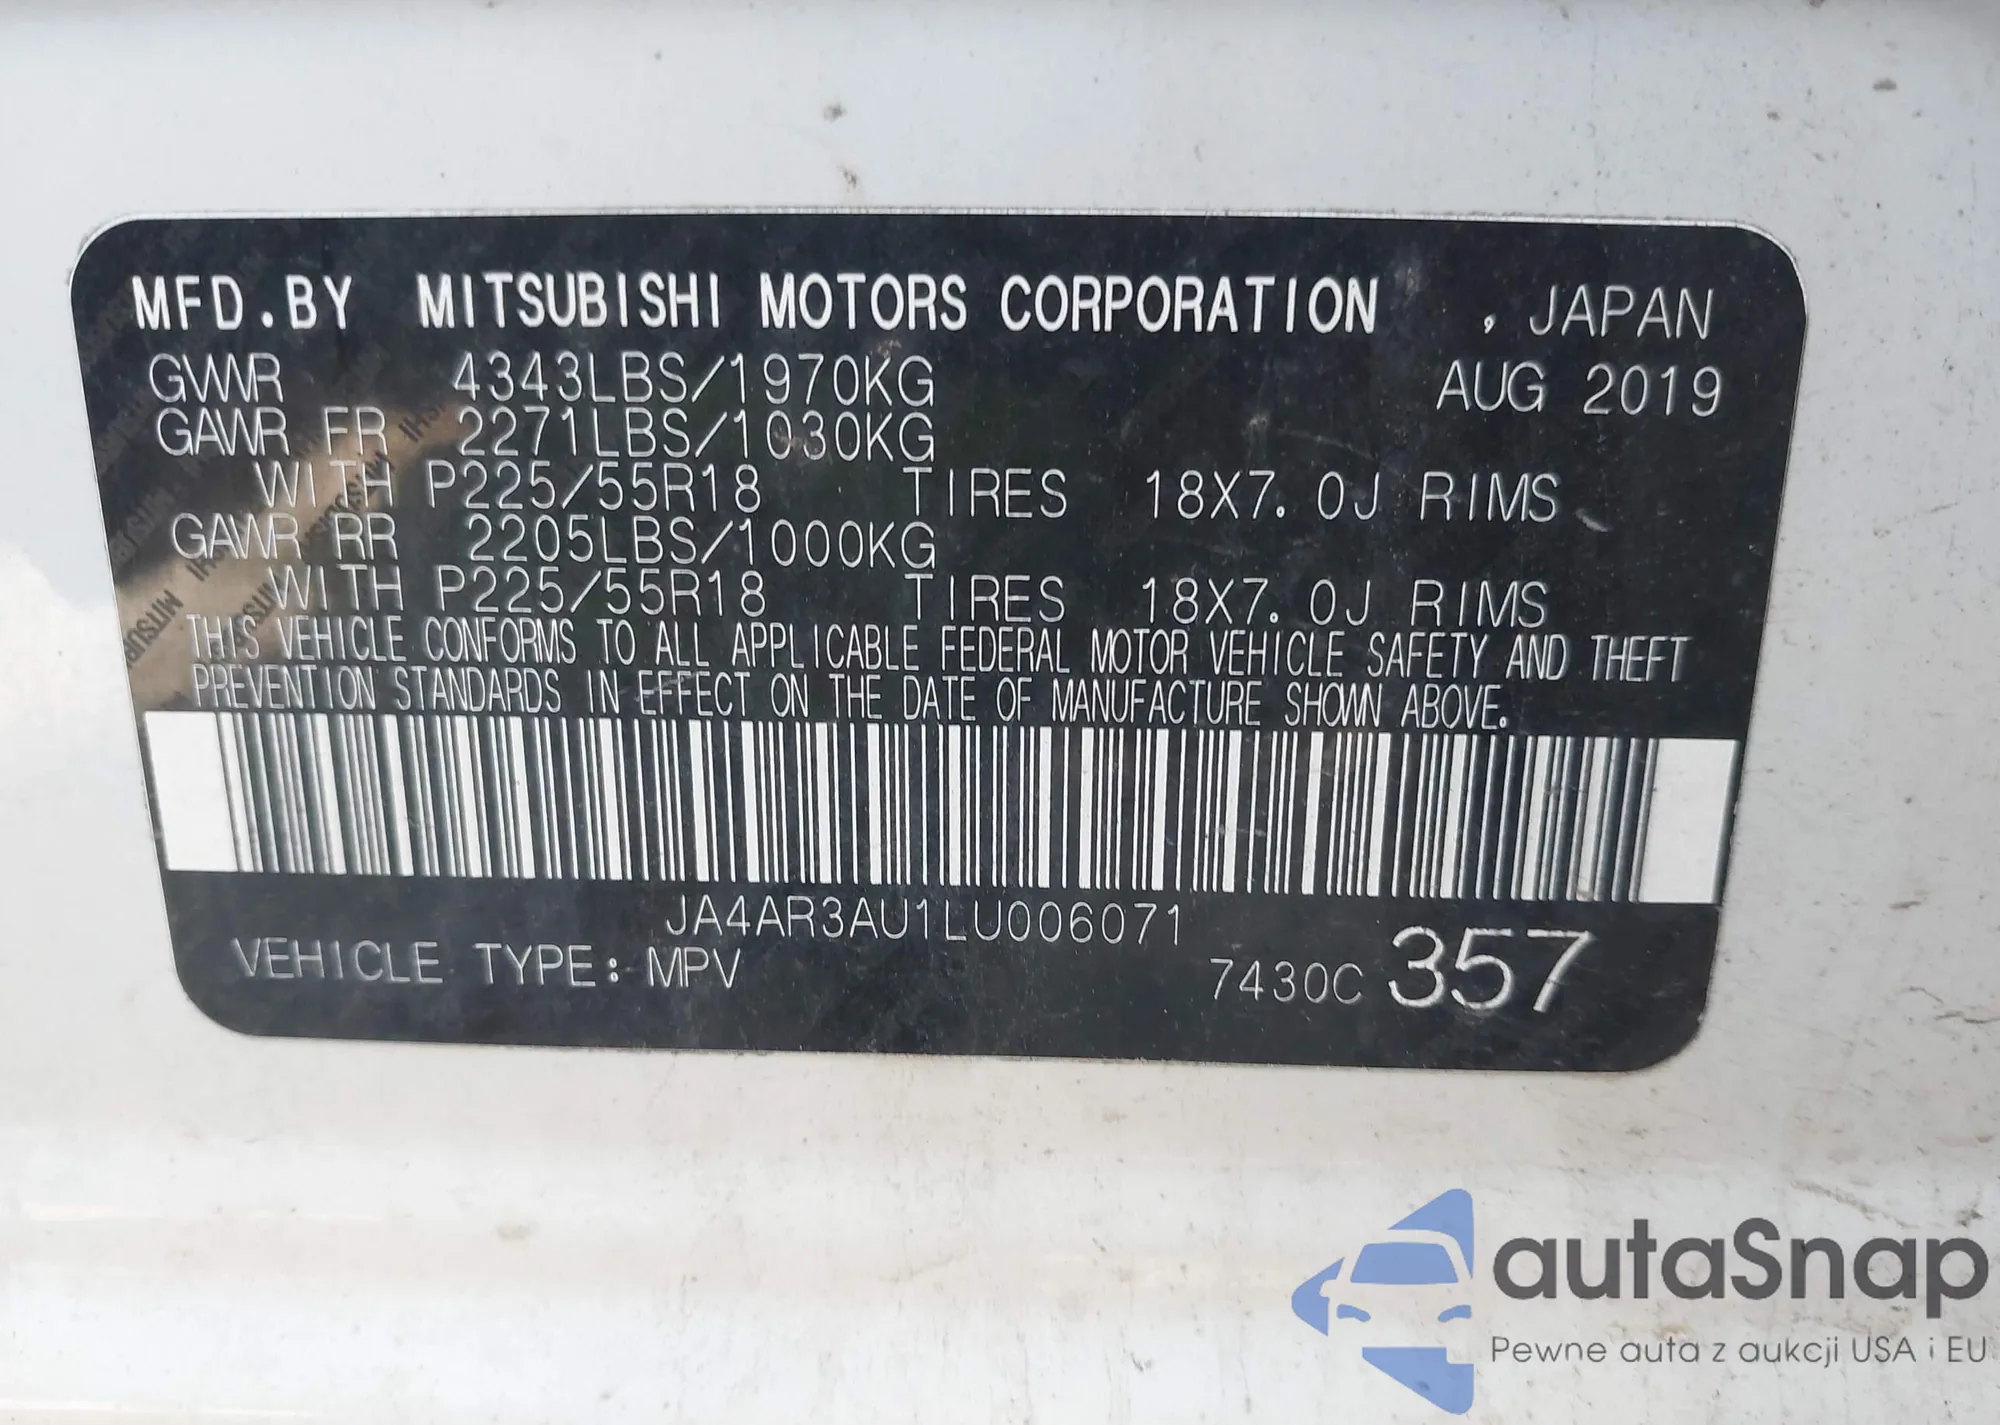 MFD.BY MITSUBISHI MOTORS CORPORATION , JAPAN
GVWR 4343LBS/1970KG AUG 2019
GAWR FR 2271LBS/1030KG
WITH P225/55R18 TIRES 18X7.0J RIMS
GAWR RR 2205LBS/1000KG
WITH P225/55R18 TIRES 18X7.0J RIMS
THIS VEHICLE CONFORMS TO ALL APPLICABLE FEDERAL MOTOR VEHICLE SAFETY AND THEFT
PREVENTION STANDARDS IN EFFECT ON THE DATE OF MANUFACTURE SHOWN ABOVE.
JA4AR3AU1LU006071
VEHICLE TYPE: MPV 7430C 357
autaSnap
Pewne auta z aukcji USA i EU